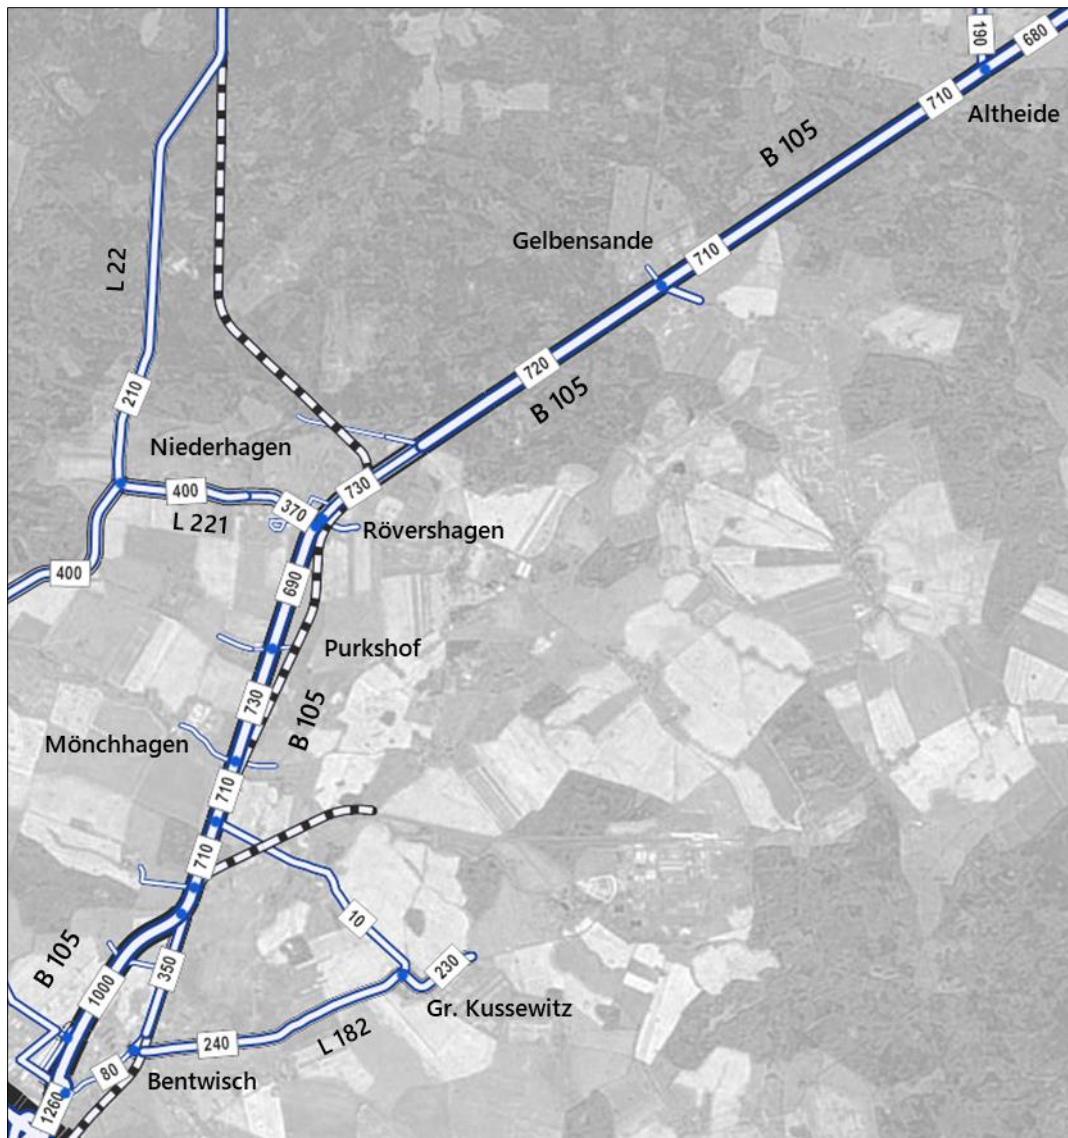 190
680
710
Altheide
B 105
Gelbensande
710
L 22
720
B 105
210
Niederhagen
400
L 221
370
730
Rövershagen
400
690
Purkshof
730
B 105
Mönchhagen
710
710
10
B 105
1000
350
230
Gr. Kussewitz
240
L 182
80
Bentwisch
1260